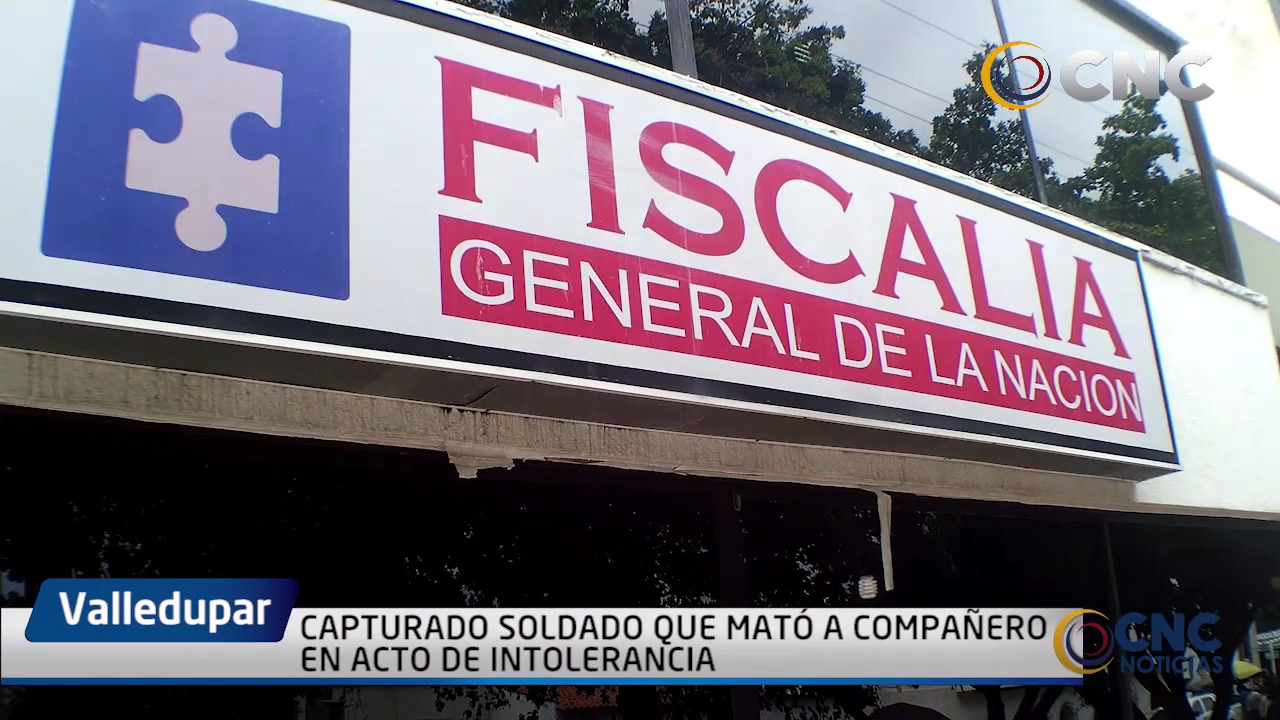 CNC
FISCALIA
GENERAL DE LA NACION
Valledupar
CAPTURADO SOLDADO QUE MATÓ A COMPAÑERO
EN ACTO DE INTOLERANCIA
CNC
NOTICIAS